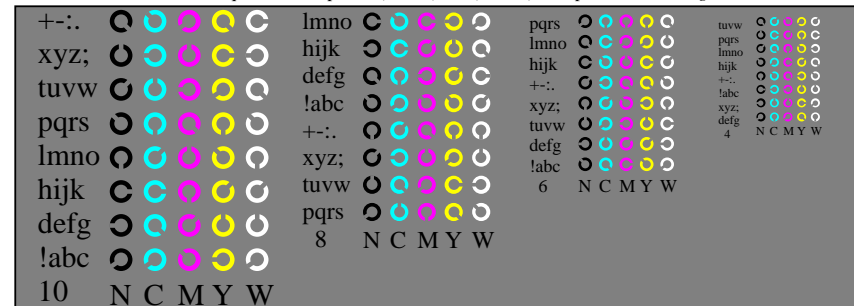 +-:.
xyz;
tuvw
pqrs
lmno
hijk
defg
!abc
10 N C M Y W
lmno
hijk
defg
!abc
+-:.
xyz;
tuvw
pqrs
8 N C M Y W
pqrs
lmno
hijk
+-:.
xyz;
tuvw
defg
!abc
6 N C M Y W
tuvw
pqrs
lmno
hijk
+-:.
!abc
xyz;
defg
4 N C M Y W